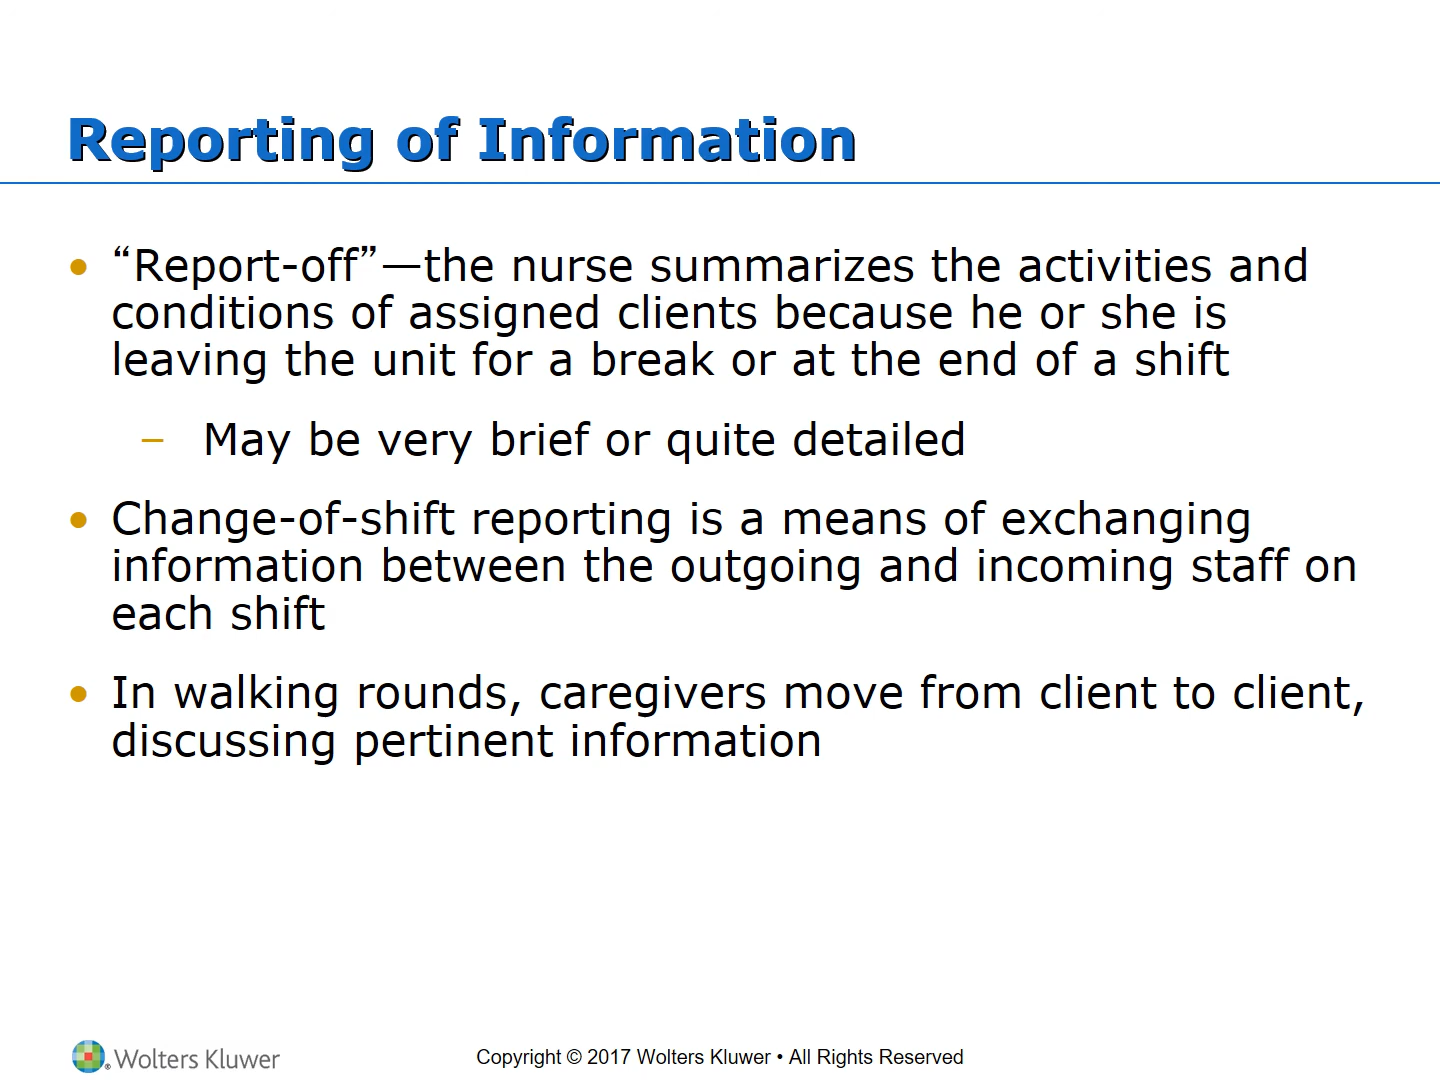 Reporting of Information
• “Report-off”—the nurse summarizes the activities and
conditions of assigned clients because he or she is
leaving the unit for a break or at the end of a shift
– May be very brief or quite detailed
• Change-of-shift reporting is a means of exchanging
information between the outgoing and incoming staff on
each shift
• In walking rounds, caregivers move from client to client,
discussing pertinent information
® Wolters Kluwer
Copyright © 2017 Wolters Kluwer • All Rights Reserved